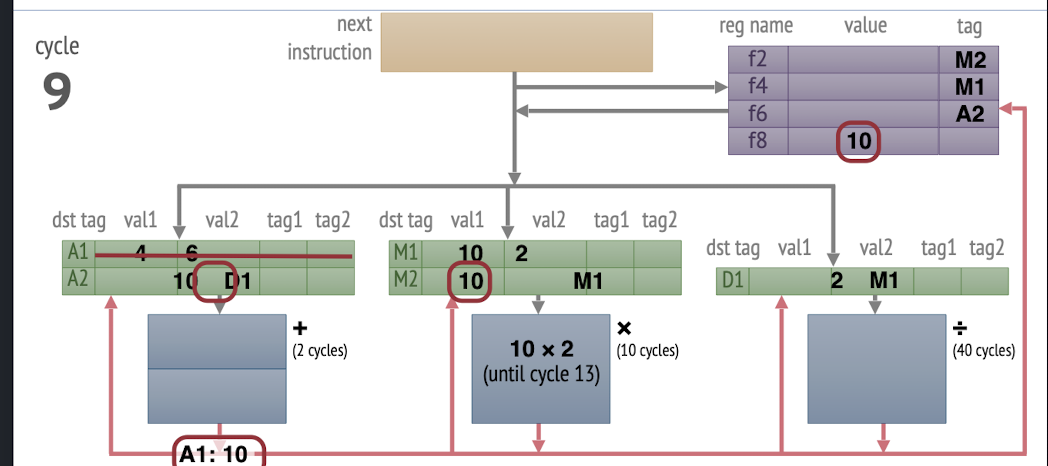 next
instruction
cycle
9
reg name value tag
f2 M2
f4 M1
f6 A2
f8 10
dst tag val1 val2 tag1 tag2
A1 4 6
A2 10 D1
dst tag val1 val2 tag1 tag2
M1 10 2
M2 10 M1
dst tag val1 val2 tag1 tag2
D1 2 M1
+
(2 cycles)
10 × 2
(until cycle 13)
×
(10 cycles)
÷
(40 cycles)
A1: 10